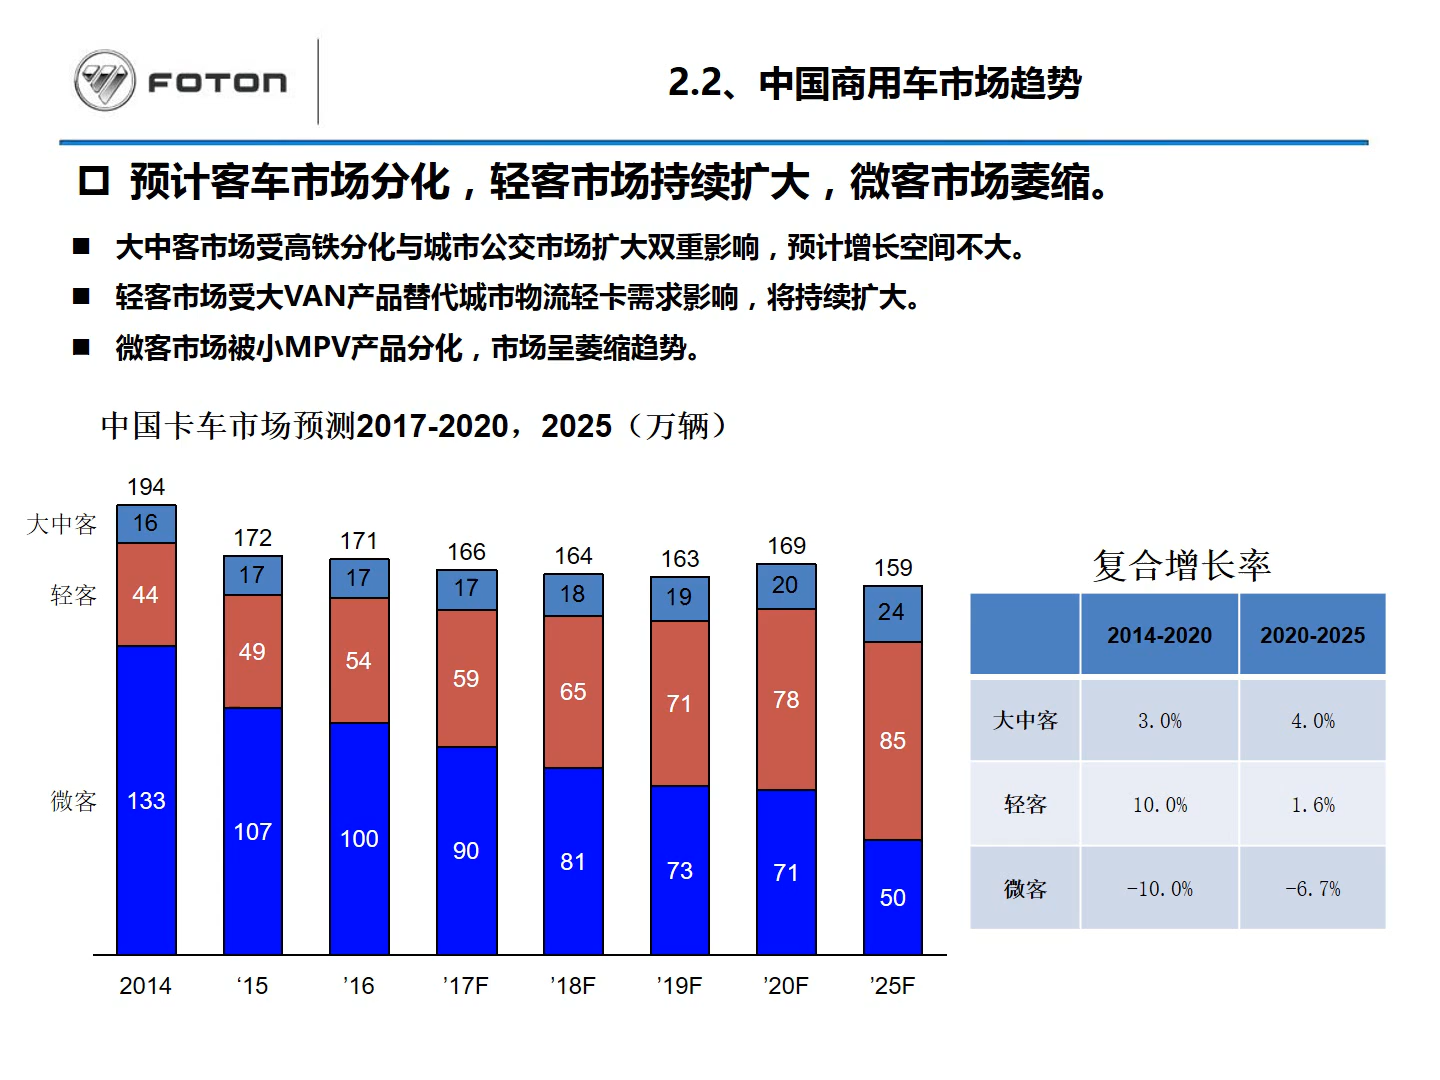 FOTON
2.2、中国商用车市场趋势
预计客车市场分化，轻客市场持续扩大，微客市场萎缩。
大中客市场受高铁分化与城市公交市场扩大双重影响，预计增长空间不大。
轻客市场受大VAN产品替代城市物流轻卡需求影响，将持续扩大。
微客市场被小MPV产品分化，市场呈萎缩趋势。
中国卡车市场预测2017-2020，2025（万辆）
194 172 171 166 164 163 169 159
大中客 16 17 17 17 18 19 20 24
轻客 44 49 54 59 65 71 78 85
微客 133 107 100 90 81 73 71 50
2014 ‘15 ’16 ’17F ’18F ’19F ’20F ’25F
复合增长率
2014-2020 2020-2025
大中客 3.0% 4.0%
轻客 10.0% 1.6%
微客 -10.0% -6.7%